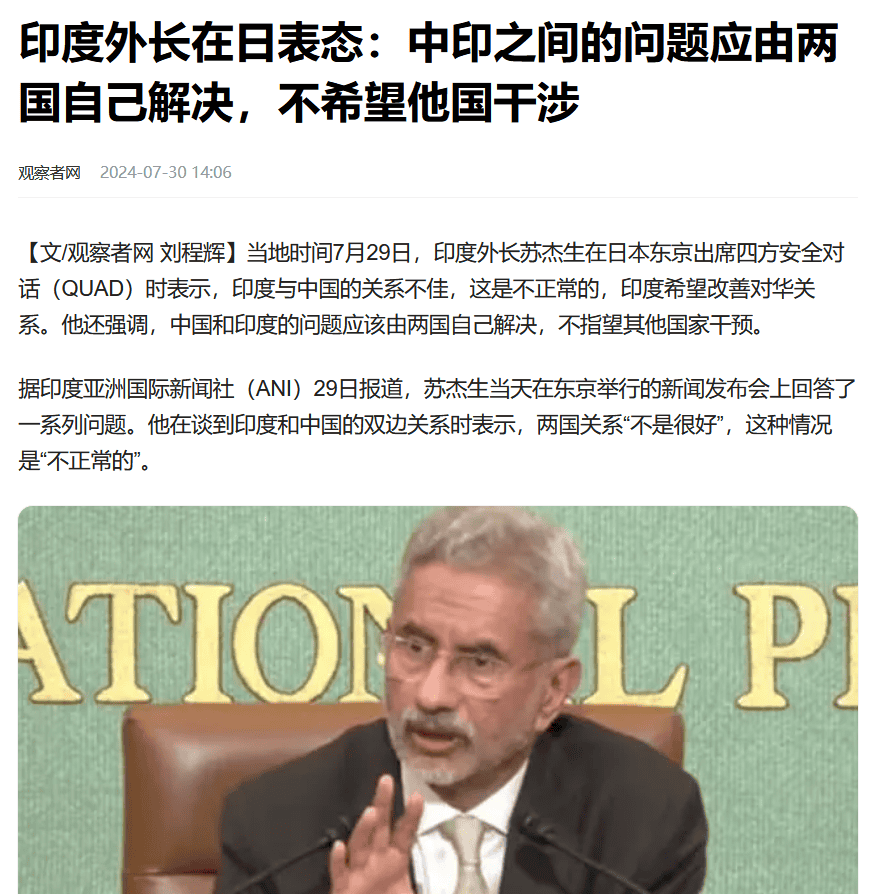 印度外长在日表态：中印之间的问题应由两
国自己解决，不希望他国干涉
观察者网 2024-07-30 14:06
【文/观察者网 刘程辉】当地时间7月29日，印度外长苏杰生在日本东京出席四方安全对
话（QUAD）时表示，印度与中国的关系不佳，这是不正常的，印度希望改善对华关
系。他还强调，中国和印度的问题应该由两国自己解决，不指望其他国家干预。
据印度亚洲国际新闻社（ANI）29日报道，苏杰生当天在东京举行的新闻发布会上回答了
一系列问题。他在谈到印度和中国的双边关系时表示，两国关系“不是很好”，这种情况
是“不正常的”。
ATION L P